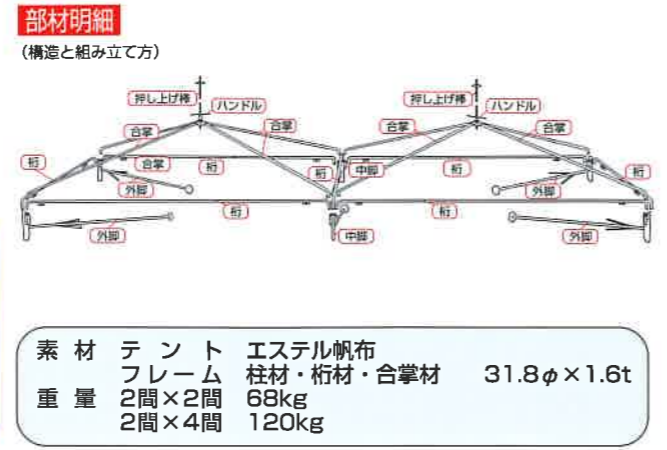 部材明細
（構造と組み立て方）
押し上げ棒 押し上げ棒
ハンドル ハンドル
合掌 合掌 合掌 合掌
桁 合掌 桁 桁 中脚 桁 桁
外脚 外脚
桁 桁
外脚 中脚 外脚
素材 テント エステル帆布
フレーム 柱材・桁材・合掌材 31.8φ×1.6t
重量 2間×2間 68kg
2間×4間 120kg